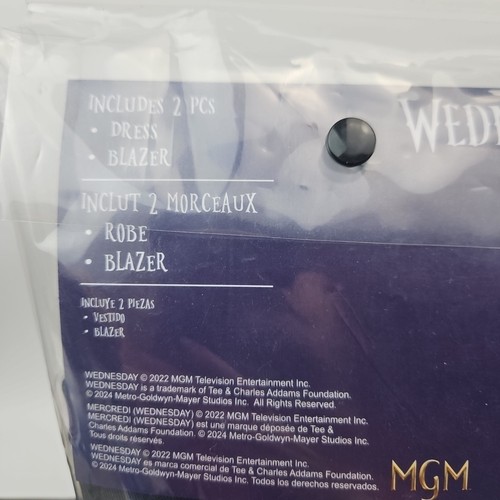 INCLUDES 2 PCS
• DRESS
• BLAZER
INCLUT 2 MORCEAUX
• ROBE
• BLAZER
INCLUYE 2 PIEZAS
• VESTIDO
• BLAZER
WEDNESDAY © 2022 MGM Television Entertainment Inc.
WEDNESDAY is a trademark of Tee & Charles Addams Foundation.
© 2024 Metro-Goldwyn-Mayer Studios Inc. All Rights Reserved.
MERCREDI (WEDNESDAY) © 2022 MGM Television Entertainment Inc.
MERCREDI (WEDNESDAY) est une marque déposée de Tee &
Charles Addams Foundation. © 2024 Metro-Goldwyn-Mayer Studios Inc.
Tous droits réservés.
WEDNESDAY © 2022 MGM Television Entertainment Inc.
WEDNESDAY es marca comercial de Tee & Charles Addams Foundation.
© 2024 Metro-Goldwyn-Mayer Studios Inc. Todos los derechos reservados.
MGM